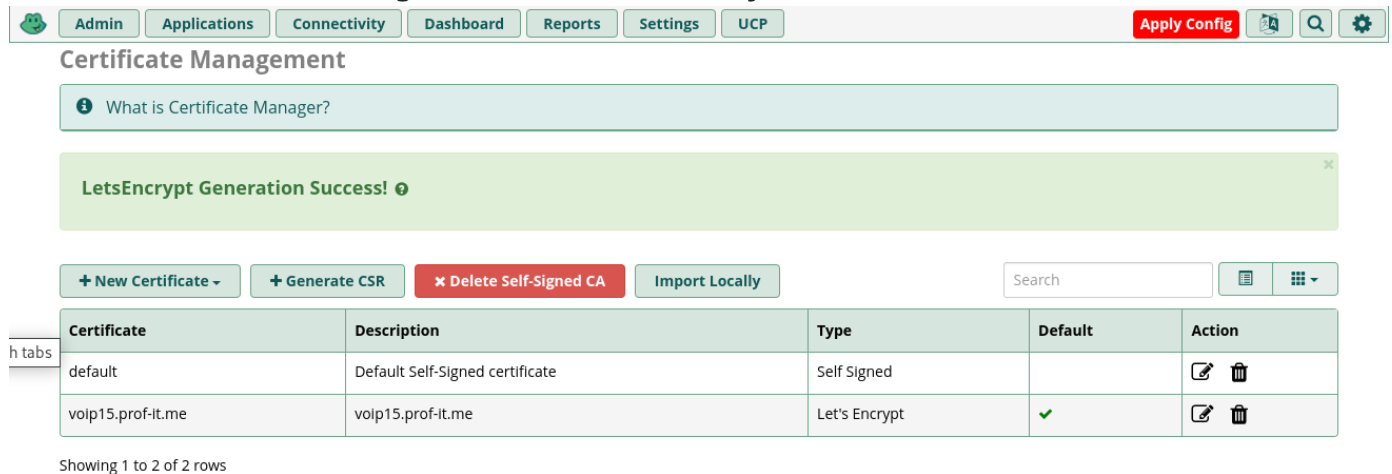 Admin Applications Connectivity Dashboard Reports Settings UCP Apply Config
Certificate Management
What is Certificate Manager?
LetsEncrypt Generation Success!
×
+ New Certificate + Generate CSR × Delete Self-Signed CA Import Locally Search
Certificate Description Type Default Action
h tabs
default Default Self-Signed certificate Self Signed
voip15.prof-it.me voip15.prof-it.me Let's Encrypt
Showing 1 to 2 of 2 rows